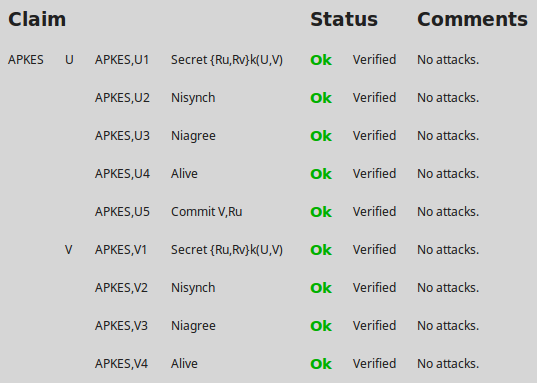 Claim Status Comments
APKES U APKES,U1 Secret {Ru,Rv}k(U,V) Ok Verified No attacks.
APKES,U2 Nisynch Ok Verified No attacks.
APKES,U3 Niagree Ok Verified No attacks.
APKES,U4 Alive Ok Verified No attacks.
APKES,U5 Commit V,Ru Ok Verified No attacks.
V APKES,V1 Secret {Ru,Rv}k(U,V) Ok Verified No attacks.
APKES,V2 Nisynch Ok Verified No attacks.
APKES,V3 Niagree Ok Verified No attacks.
APKES,V4 Alive Ok Verified No attacks.